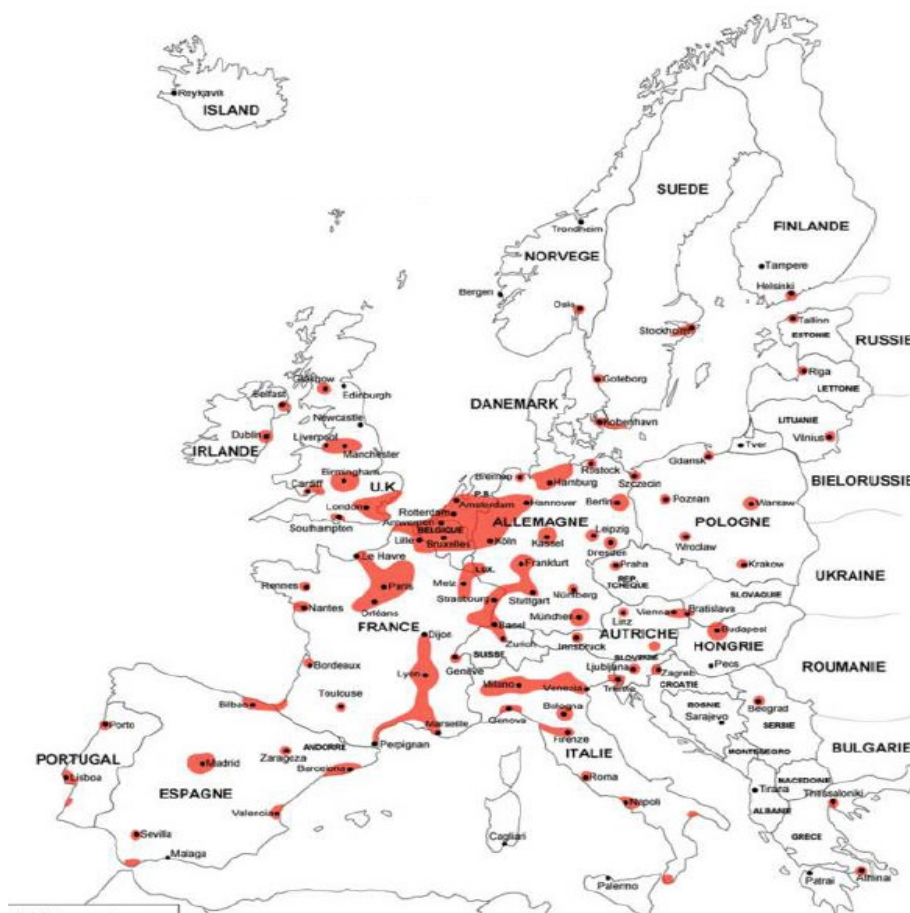 Reykjavik
ISLAND
SUEDE
FINLANDE
Trondheim
NORVEGE
Tampere
Bergen
Helsinki
Oslo
Tallinn
Stockholm
ESTONIE
RUSSIE
Riga
Glasgow
Goteborg
LETTONIE
Edinburgh
Belfast
DANEMARK
Newcastle
LITUANIE
Kobenhavn
Dublin
Vilnius
Liverpool
Tver
IRLANDE
Manchester
Gdansk
Birmingham
Rostock
Bremen
Szczecin
BIELORUSSIE
Cardiff
U.K
Hamburg
P.B.
Poznan
London
Amsterdam
Hannover
Berlin
Warsaw
Rotterdam
Southampton
Antwerpen
ALLEMAGNE
POLOGNE
BELGIQUE
Leipzig
Lille
Bruxelles
Köln
Kassel
Wroclaw
Dresden
Le Havre
Frankfurt
Praha
Krakow
LUX.
REP.
TCHEQUE
UKRAINE
Metz
Rennes
Paris
Nürnberg
SLOVAQUIE
Strasbourg
Stuttgart
Nantes
Orléans
Vienna
Bratislava
München
Linz
FRANCE
Basel
Budapest
Dijon
AUTRICHE
Zurich
Innsbruck
HONGRIE
SUISSE
Bordeaux
Genève
SLOVENIE
Ljubljana
Pecs
ROUMANIE
Lyon
Zagreb
Milano
Venezia
Trieste
CROATIE
Toulouse
Bilbao
Bologna
BOSNE
Beograd
Porto
Genova
Sarajevo
Marseille
SERBIE
Firenze
ANDORRE
Perpignan
ITALIE
MONTENEGRO
BULGARIE
PORTUGAL
Zaragoza
Madrid
Barcelona
Lisboa
Roma
MACEDOINE
ESPAGNE
Tirana
Thessaloniki
Valencia
Napoli
ALBANIE
Sevilla
Cagliari
GRECE
Malaga
Palermo
Patrai
Athinai